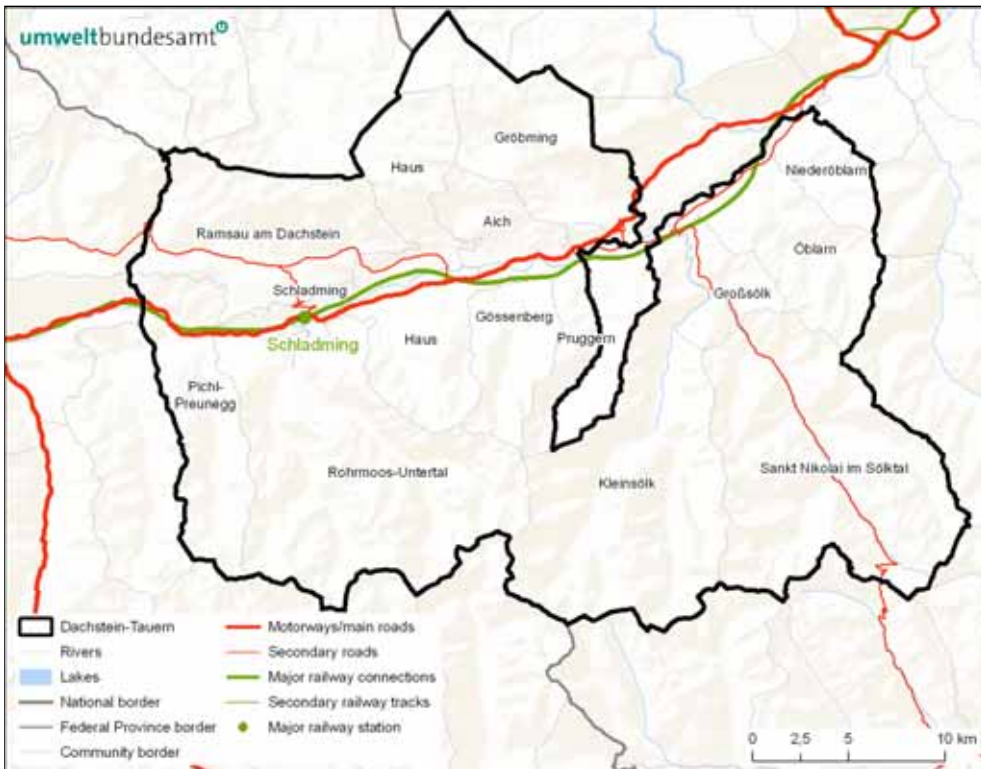 umweltbundesamt
Gröbming
Haus
Niederöblarn
Aich
Ramsau am Dachstein
Öblarn
Schladming
Großsölk
Gössenberg
Haus
Pruggern
Schladming
Pichl-
Preunegg
Rohrmoos-Untertal
Kleinsölk
Sankt Nikolai im Sölktal
Dachstein-Tauern
Rivers
Lakes
National border
Federal Province border
Community border
Motorways/main roads
Secondary roads
Major railway connections
Secondary railway tracks
Major railway station
0 2,5 5 10 km